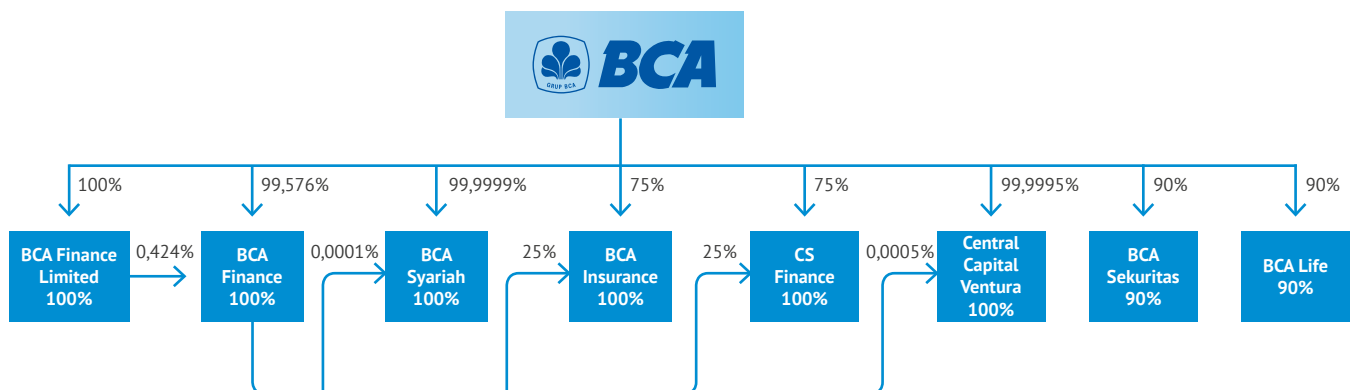 GRUP BCA
BCA
100%
99,576%
99,9999%
75%
75%
99,9995%
90%
90%
BCA Finance
Limited
100%
0,424%
BCA
Finance
100%
0,0001%
BCA
Syariah
100%
25%
BCA
Insurance
100%
25%
CS
Finance
100%
0,0005%
Central
Capital
Ventura
100%
BCA
Sekuritas
90%
BCA Life
90%